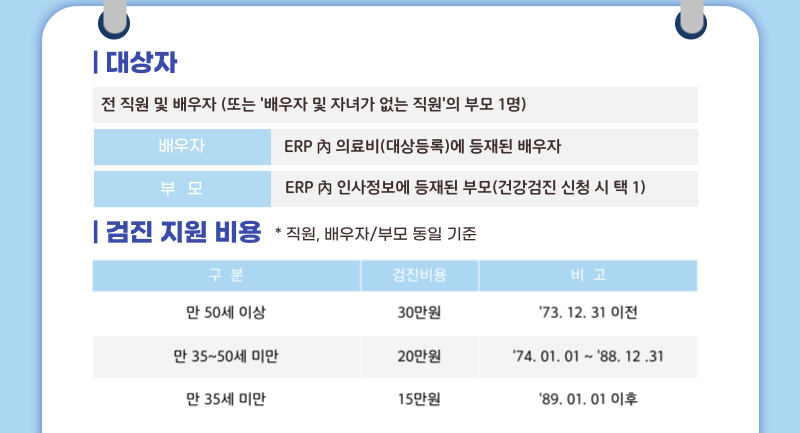 대상자
전 직원 및 배우자 (또는 '배우자 및 자녀가 없는 직원'의 부모 1명)
배우자 ERP 內 의료비(대상등록)에 등재된 배우자
부 모 ERP 內 인사정보에 등재된 부모(건강검진 신청 시 택 1)
검진 지원 비용 * 직원, 배우자/부모 동일 기준
구 분 검진비용 비 고
만 50세 이상 30만원 '73. 12. 31 이전
만 35~50세 미만 20만원 '74. 01. 01 ~ '88. 12 .31
만 35세 미만 15만원 '89. 01. 01 이후